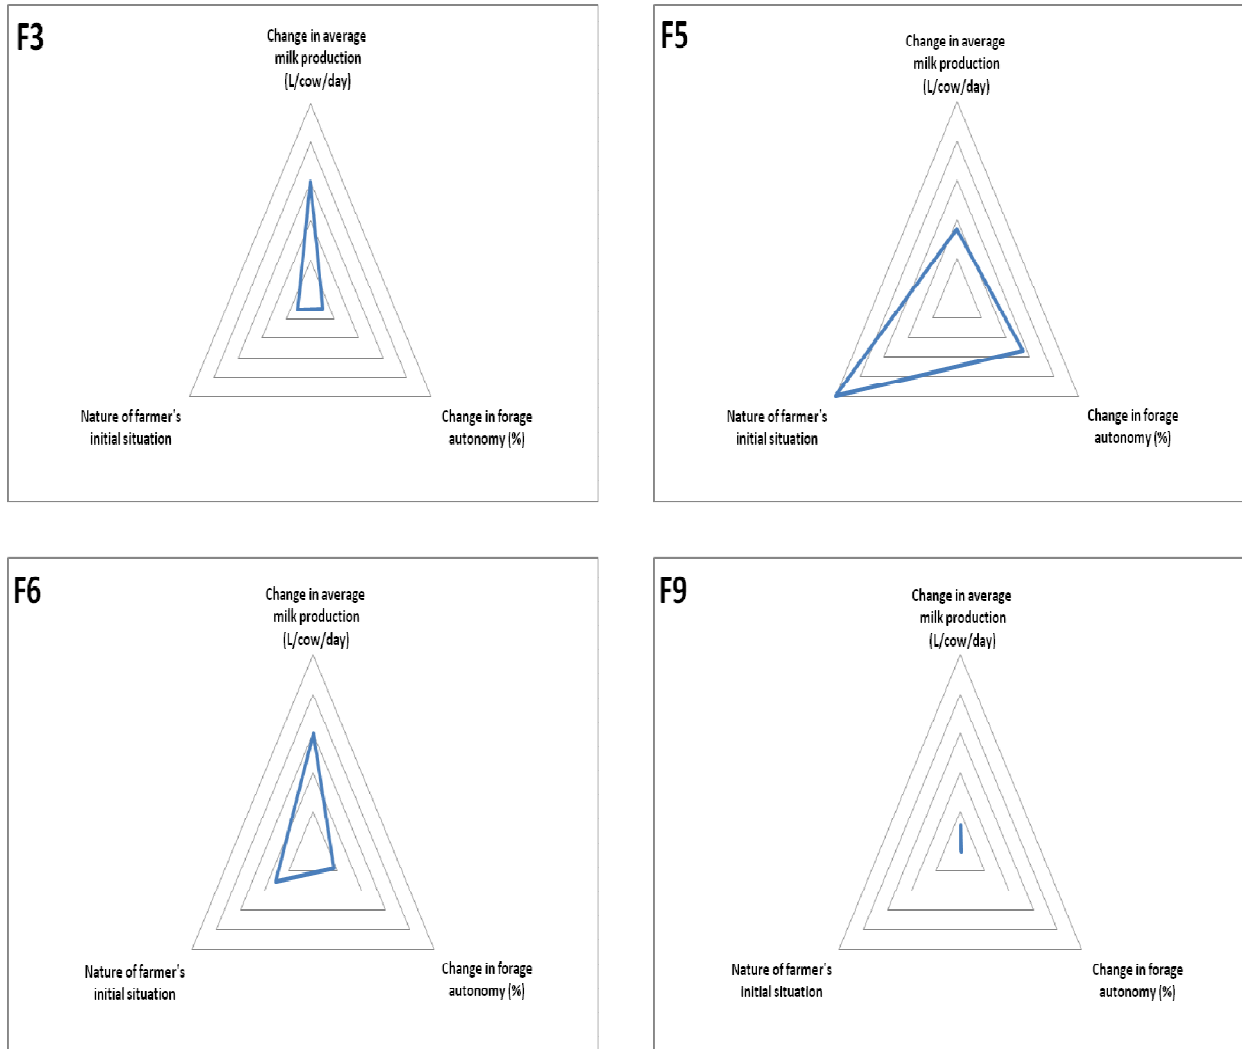 F3
Change in average
milk production
(L/cow/day)
Nature of farmer's
initial situation
Change in forage
autonomy (%)
F5
Change in average
milk production
(L/cow/day)
Nature of farmer's
initial situation
Change in forage
autonomy (%)
F6
Change in average
milk production
(L/cow/day)
Nature of farmer's
initial situation
Change in forage
autonomy (%)
F9
Change in average
milk production
(L/cow/day)
Nature of farmer's
initial situation
Change in forage
autonomy (%)